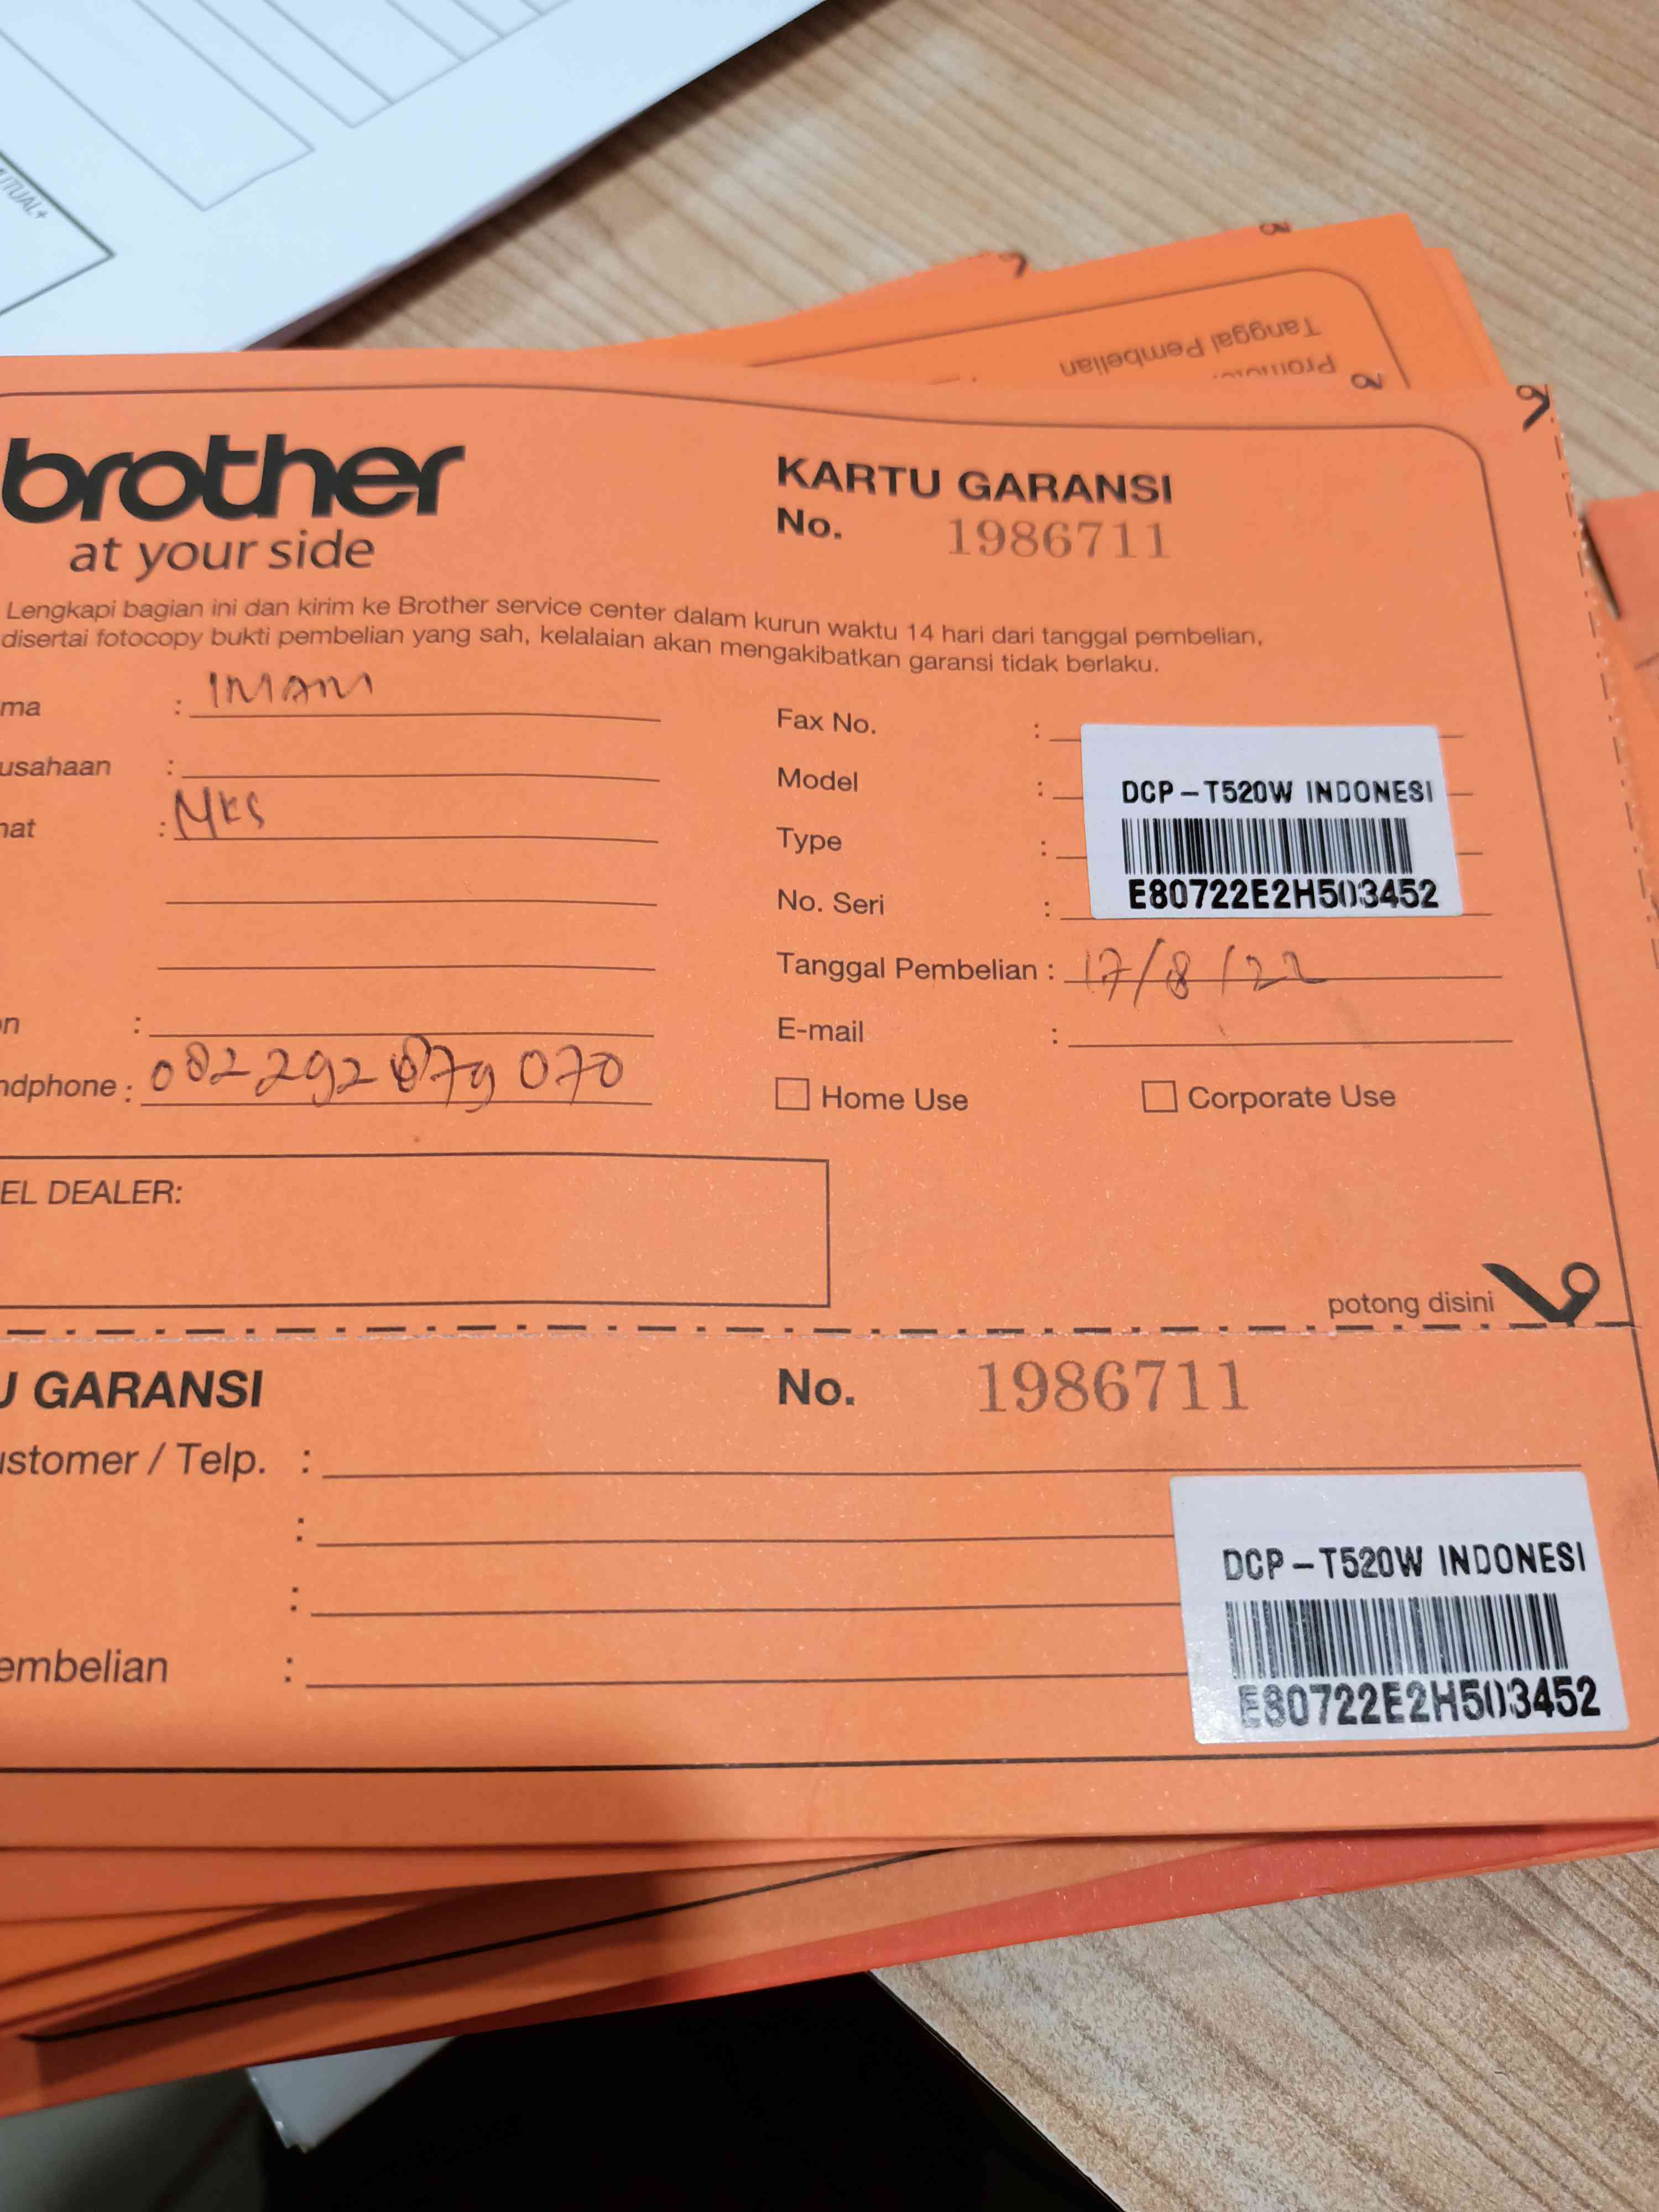 MUTUAL+
Tanggal Pembelian
brother
at your side
KARTU GARANSI
No. 1986711
Lengkapi bagian ini dan kirim ke Brother service center dalam kurun waktu 14 hari dari tanggal pembelian,
disertai fotocopy bukti pembelian yang sah, kelalaian akan mengakibatkan garansi tidak berlaku.
ma : IMAM
usahaan :
hat : MKS
n :
ndphone : 082292879070
Fax No. :
Model : DCP-T520W INDONESI
Type :
No. Seri : E80722E2H503452
Tanggal Pembelian : 17/8/22
E-mail :
Home Use Corporate Use
EL DEALER:
potong disini
U GARANSI No. 1986711
ustomer / Telp. :
:
:
embelian :
DCP-T520W INDONESI
E80722E2H503452